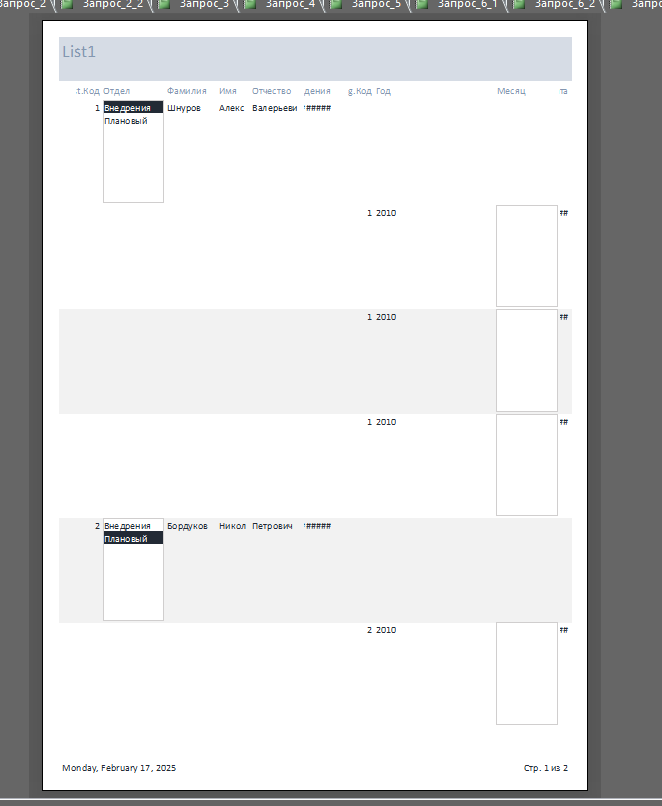 Запрос_2 Запрос_2_2 Запрос_3 Запрос_4 Запрос_5 Запрос_6_1 Запрос_6_2 Запрос
List1
t.Код Отдел Фамилия Имя Отчество дения g.Код Год Месяц та
1 Внедрения Шнуров Алекс Валерьеви ######
Плановый
1 2010 ##
1 2010 ##
1 2010 ##
2 Внедрения Бордуков Никол Петрович ######
Плановый
2 2010 ##
Monday, February 17, 2025 Стр. 1 из 2